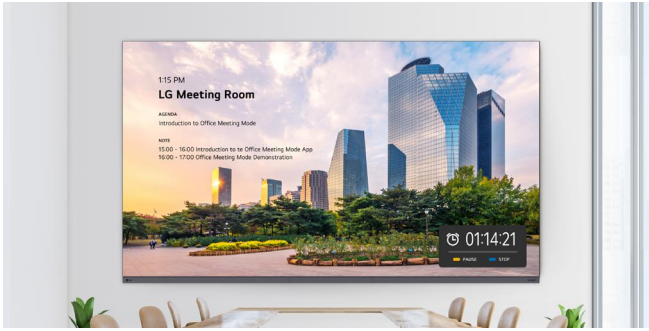 1:15 PM
LG Meeting Room
AGENDA
Introduction to Office Meeting Mode
NOTE
15:00 - 16:00 Introduction to te Office Meeting Mode App
16:00 - 17:00 Office Meeting Mode Demonstration
01:14:21
PAUSE
STOP